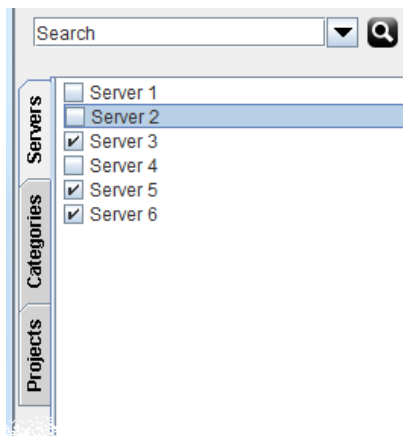 Search
Servers
Categories
Projects
Server 1
Server 2
Server 3
Server 4
Server 5
Server 6